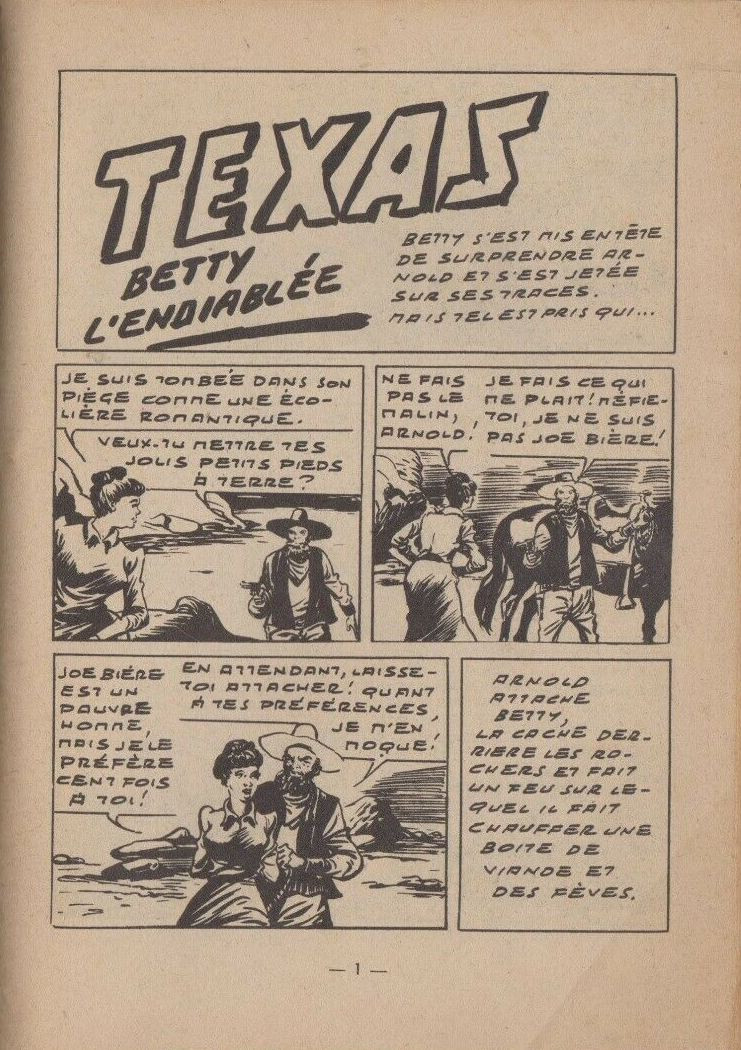 TEXAS
BETTY
L'ENDIABLÉE
BETTY S'EST MIS EN TÊTE
DE SURPRENDRE AR-
NOLD ET S'EST JETÉE
SUR SES TRACES.
MAIS TEL EST PRIS QUI...
JE SUIS TOMBÉE DANS SON
PIÈGE COMME UNE ÉCO-
LIÈRE ROMANTIQUE.
VEUX-TU METTRE TES
JOLIS PETITS PIEDS
À TERRE?
NE FAIS
PAS LE
MALIN,
ARNOLD!
JE FAIS CE QUI
ME PLAIT! MÉFIE-
TOI, JE NE SUIS
PAS JOE BIÈRE!
JOE BIÉRE
EST UN
PAUVRE
HOMME,
MAIS JE LE
PRÉFÈRE
CENT FOIS
À TOI!
EN ATTENDANT, LAISSE-
TOI ATTACHER! QUANT
À TES PRÉFÉRENCES,
JE M'EN
MOQUE!
ARNOLD
ATTACHE
BETTY,
LA CACHE DER-
RIERE LES RO-
CHERS ET FAIT
UN FEU SUR LE-
QUEL IL FAIT
CHAUFFER UNE
BOITE DE
VIANDE ET
DES FÈVES.
— 1 —